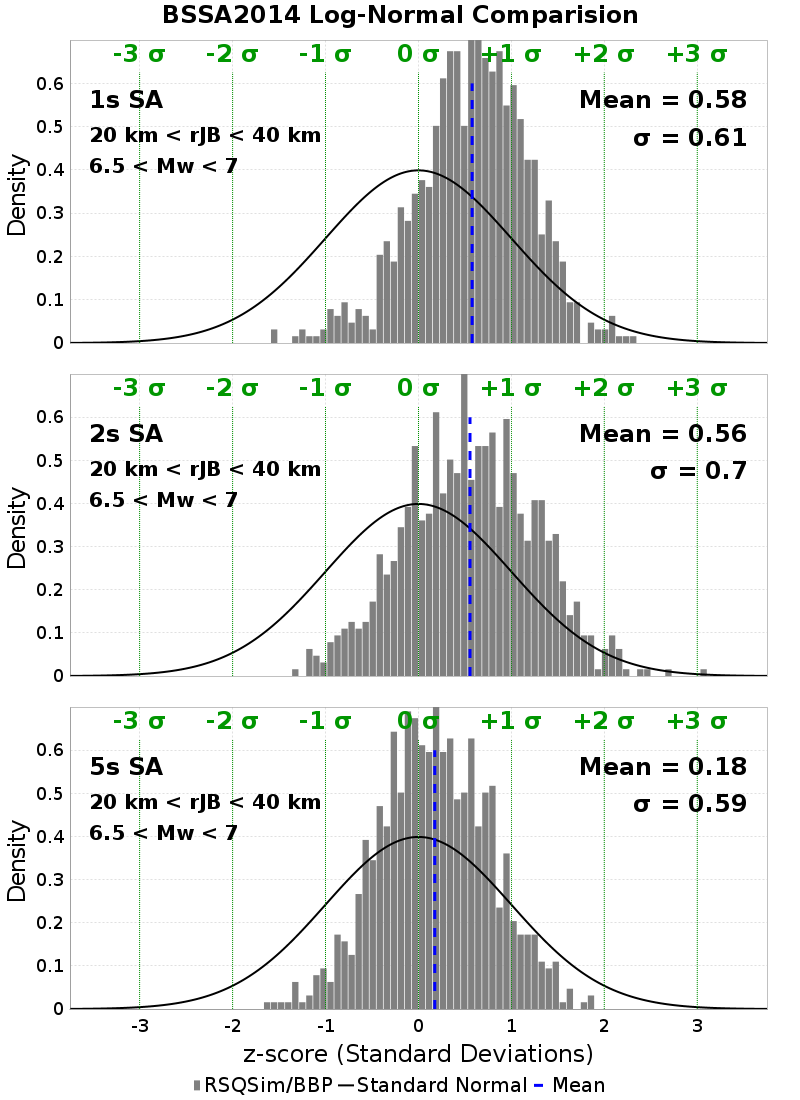 BSSA2014 Log-Normal Comparision
-3 σ -2 σ -1 σ 0 σ +1 σ +2 σ +3 σ
1s SA
Mean = 0.58
20 km < rJB < 40 km
σ = 0.61
6.5 < Mw < 7
Density
0.6
0.5
0.4
0.3
0.2
0.1
0
-3 σ -2 σ -1 σ 0 σ +1 σ +2 σ +3 σ
2s SA
Mean = 0.56
20 km < rJB < 40 km
σ = 0.7
6.5 < Mw < 7
Density
0.6
0.5
0.4
0.3
0.2
0.1
0
-3 σ -2 σ -1 σ 0 σ +1 σ +2 σ +3 σ
5s SA
Mean = 0.18
20 km < rJB < 40 km
σ = 0.59
6.5 < Mw < 7
Density
0.6
0.5
0.4
0.3
0.2
0.1
0
-3 -2 -1 0 1 2 3
z-score (Standard Deviations)
RSQSim/BBP Standard Normal Mean